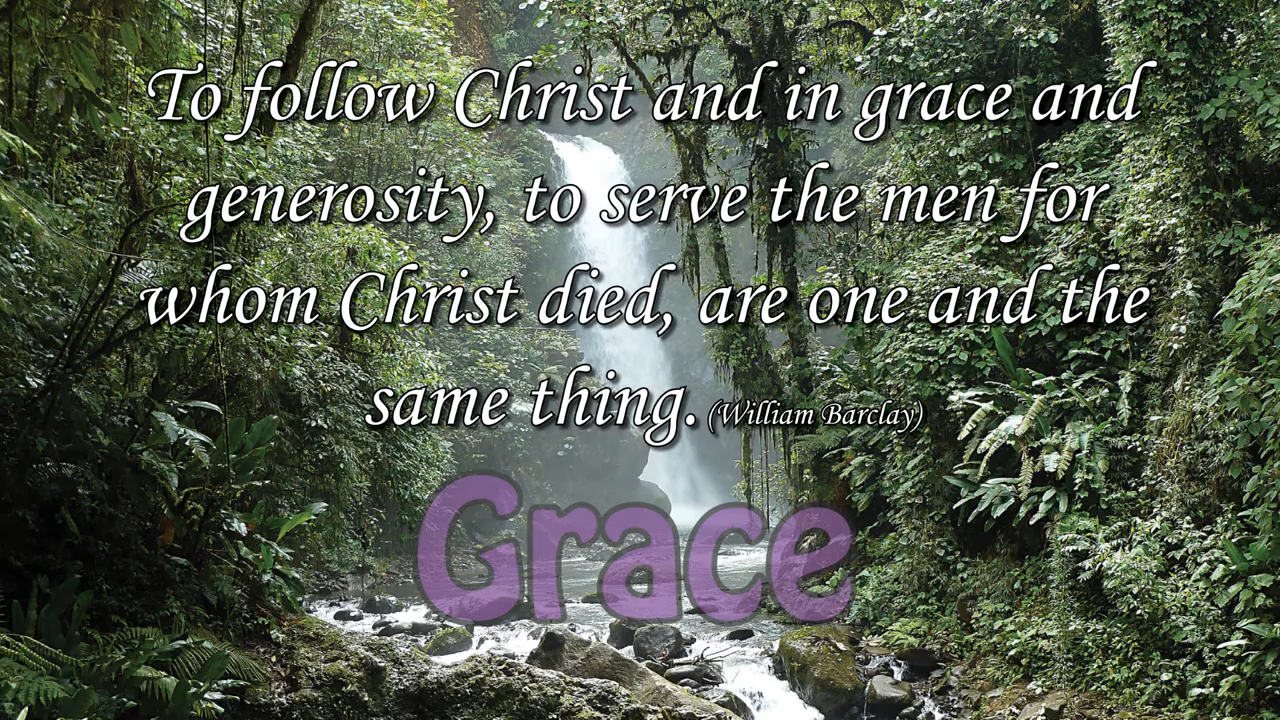 To follow Christ and in grace and
generosity, to serve the men for
whom Christ died, are one and the
same thing. (William Barclay)
Grace